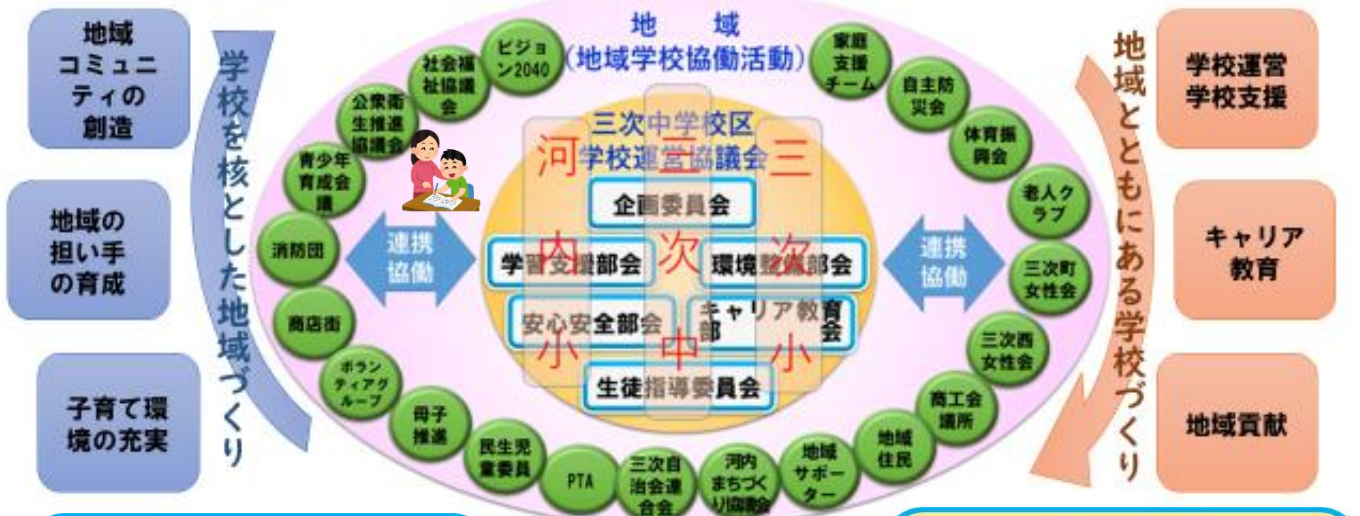 地域
コミュニ
ティの
創造
地域の
担い手
の育成
子育て環
境の充実
学校を核とした地域づくり
地　域
(地域学校協働活動)
ビジョ
ン2040
社会福
祉協議
会
公衆衛
生推進
協議会
青少年
育成会
議
消防団
商店街
ボラン
ティアグ
ループ
母子
推進
民生児
童委員
PTA
三次自
治会連
合会
河内
まちづく
り協議会
地域
サポー
ター
地域
住民
商工会
議所
三次西
女性会
三次町
女性会
老人ク
ラブ
体育振
興会
自主防
災会
家庭
支援
チーム
連携
協働
三次中学校区
学校運営協議会
企画委員会
学習支援部会
環境整備部会
安心安全部会
キャリア教育
部会
生徒指導委員会
河内小
三次中
三次小
連携
協働
地域とともにある学校づくり
学校運営
学校支援
キャリア
教育
地域貢献